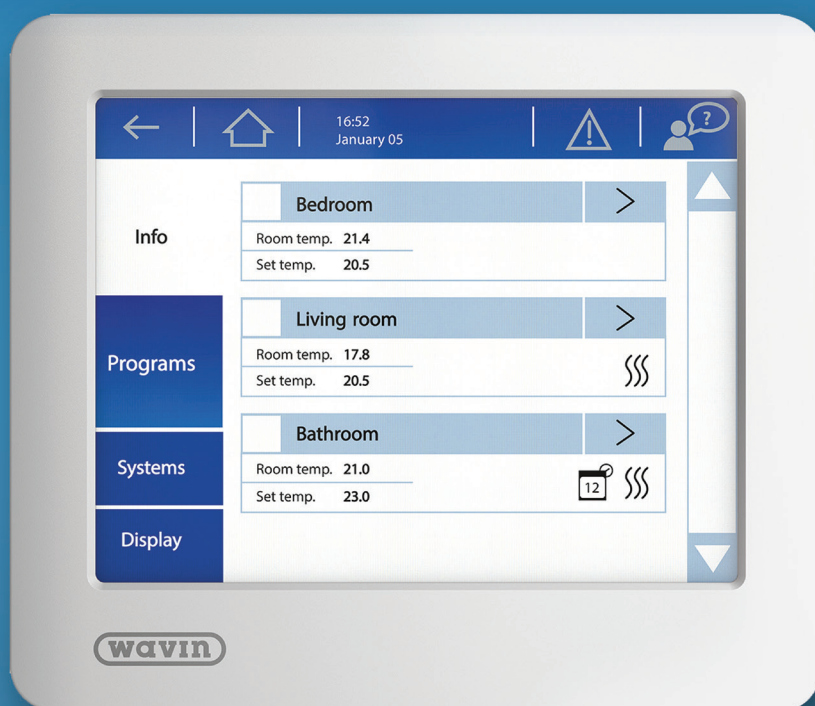 16:52
January 05
?
Info
Programs
Systems
Display
Bedroom
>
Room temp. 21.4
Set temp. 20.5
Living room
>
Room temp. 17.8
Set temp. 20.5
Bathroom
>
Room temp. 21.0
Set temp. 23.0
12
wavin